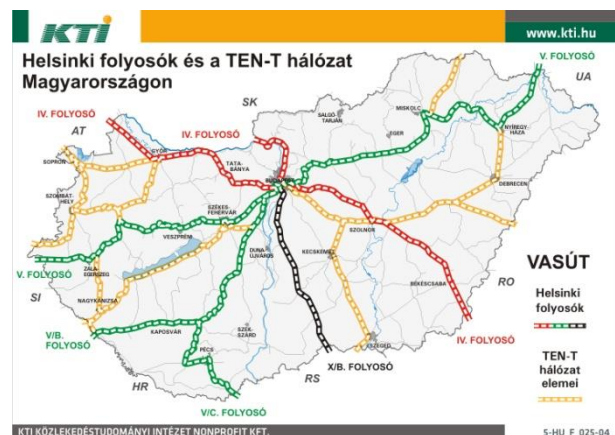 KTI
www.kti.hu
Helsinki folyosók és a TEN-T hálózat
Magyarországon
V. FOLYOSÓ
UA
SK
IV. FOLYOSÓ
IV. FOLYOSÓ
AT
MISKOLC
SALGÓ-
TARJÁN
EGER
NYÍREGY-
HÁZA
SOPRON
GYŐR
TATA-
BÁNYA
DEBRECEN
SZOMBAT-
HELY
SZÉKES-
FEHÉRVÁR
VESZPRÉM
SZOLNOK
DUNA-
ÚJVÁROS
KECSKEMÉT
V. FOLYOSÓ
ZALA-
EGERSZEG
SI
NAGYKANIZSA
RO
VASÚT
Helsinki
folyosók
BÉKÉSCSABA
V/B.
FOLYOSÓ
KAPOSVÁR
SZEK-
SZÁRD
PÉCS
SZEGED
IV. FOLYOSÓ
X/B. FOLYOSÓ
HR
RS
V/C. FOLYOSÓ
TEN-T
hálózat
elemei
KTI KÖZLEKEDÉSTUDOMÁNYI INTÉZET NONPROFIT KFT.
S-HU_F_025-04